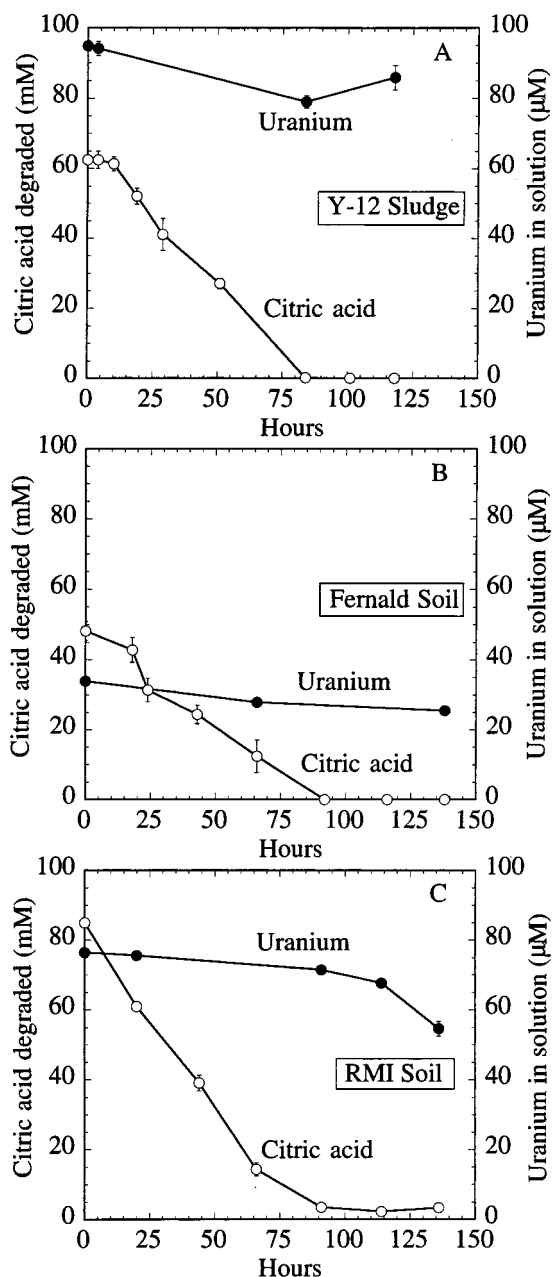 A
Citric acid degraded (mM)
Uranium in solution (µM)
100
80
60
40
20
0
100
80
60
40
20
0
Uranium
Y-12 Sludge
Citric acid
0 25 50 75 100 125 150
Hours
B
Citric acid degraded (mM)
Uranium in solution (µM)
100
80
60
40
20
0
100
80
60
40
20
0
Fernald Soil
Uranium
Citric acid
0 25 50 75 100 125 150
Hours
C
Citric acid degraded (mM)
Uranium in solution (µM)
100
80
60
40
20
0
100
80
60
40
20
0
Uranium
RMI Soil
Citric acid
0 25 50 75 100 125 150
Hours